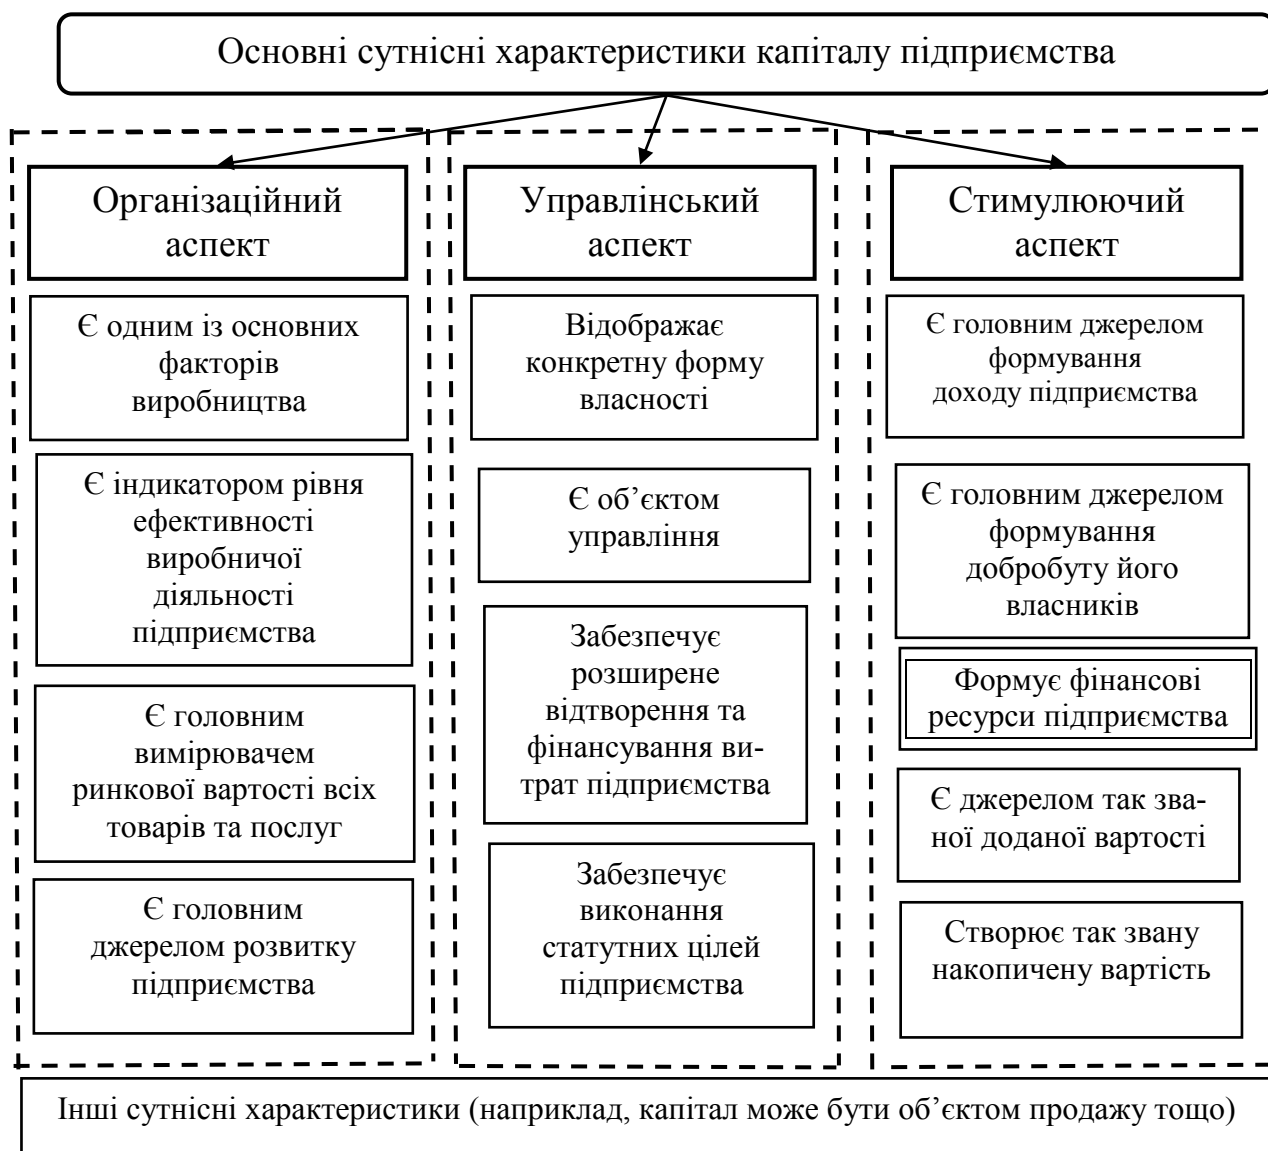 Основні сутнісні характеристики капіталу підприємства
Організаційний
аспект
Є одним із основних
факторів
виробництва
Є індикатором рівня
ефективності
виробничої
діяльності
підприємства
Є головним
вимірювачем
ринкової вартості всіх
товарів та послуг
Є головним
джерелом розвитку
підприємства
Управлінський
аспект
Відображає
конкретну форму
власності
Є об’єктом
управління
Забезпечує
розширене
відтворення та
фінансування ви-
трат підприємства
Забезпечує
виконання
статутних цілей
підприємства
Стимулюючий
аспект
Є головним джерелом
формування
доходу підприємства
Є головним джерелом
формування
добробуту його
власників
Формує фінансові
ресурси підприємства
Є джерелом так зва-
ної доданої вартості
Створює так звану
накопичену вартість
Інші сутнісні характеристики (наприклад, капітал може бути об’єктом продажу тощо)